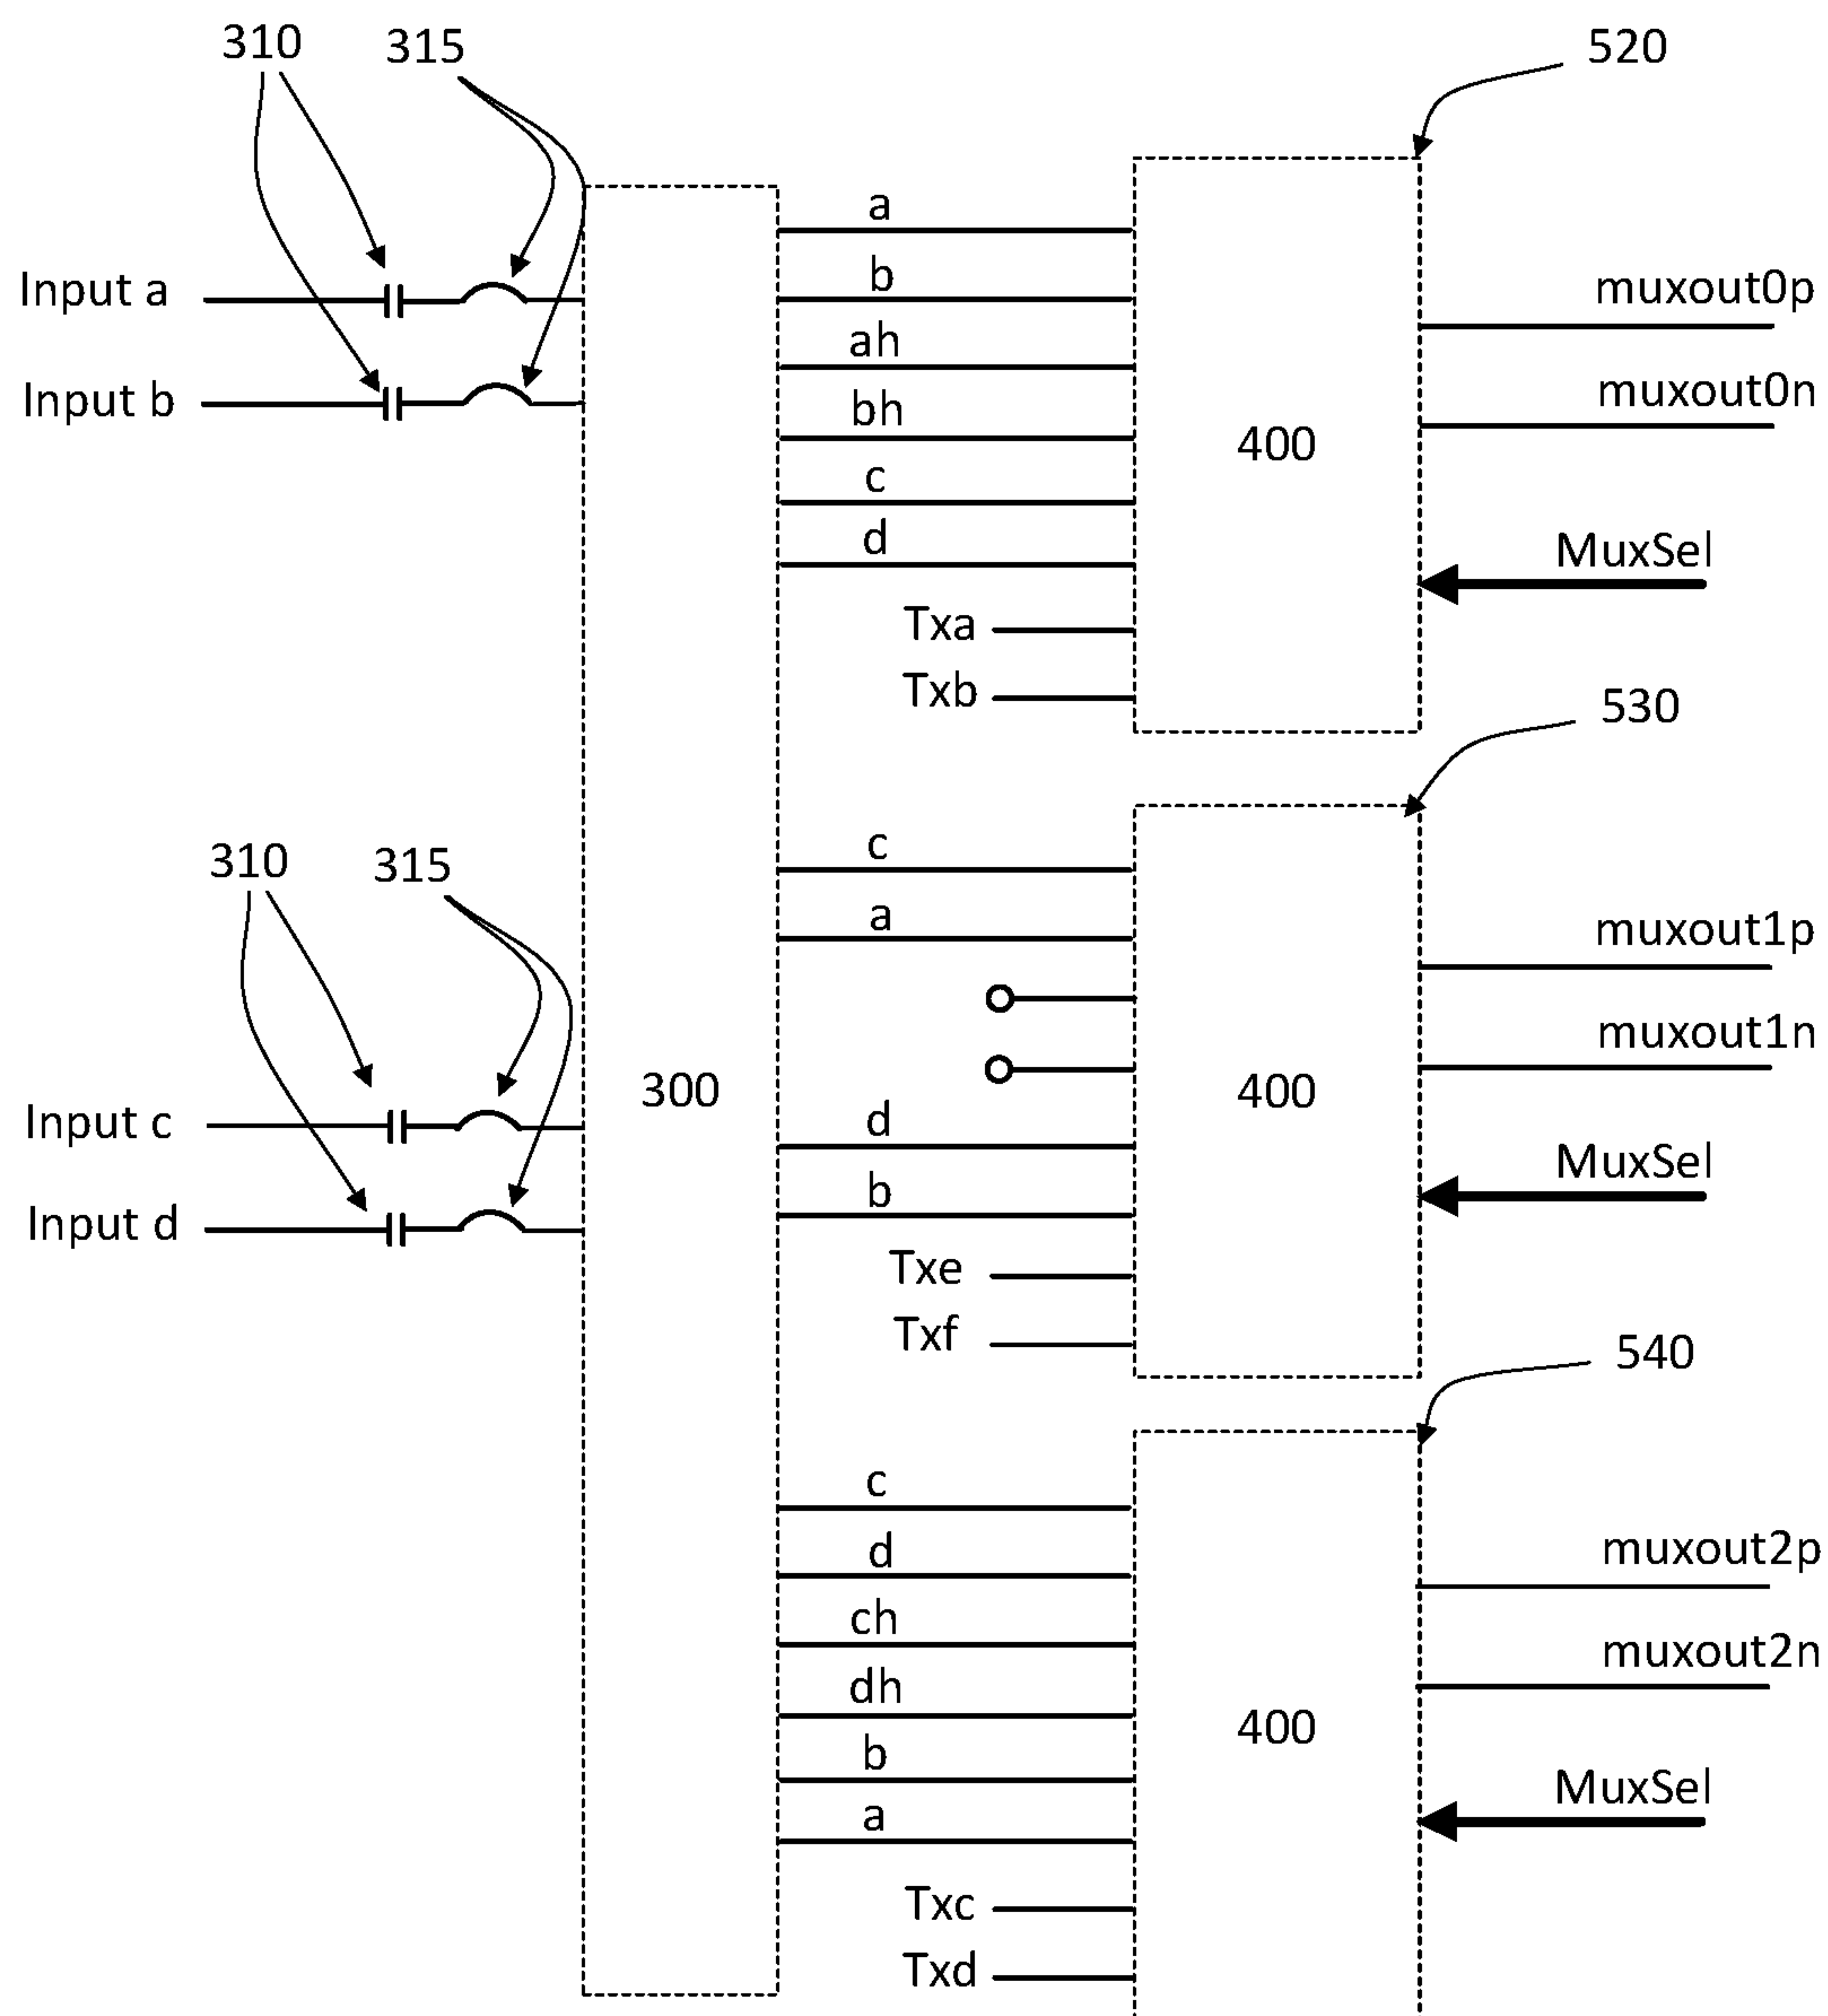 310
315
520
a
Input a
b
muxout0p
ah
Input b
bh
muxout0n
400
c
d
MuxSel
Txa
Txb
530
310
315
c
a
muxout1p
muxout1n
300
400
Input c
d
MuxSel
Input d
b
Txe
Txf
540
c
d
muxout2p
ch
muxout2n
dh
400
b
MuxSel
a
Txc
Txd